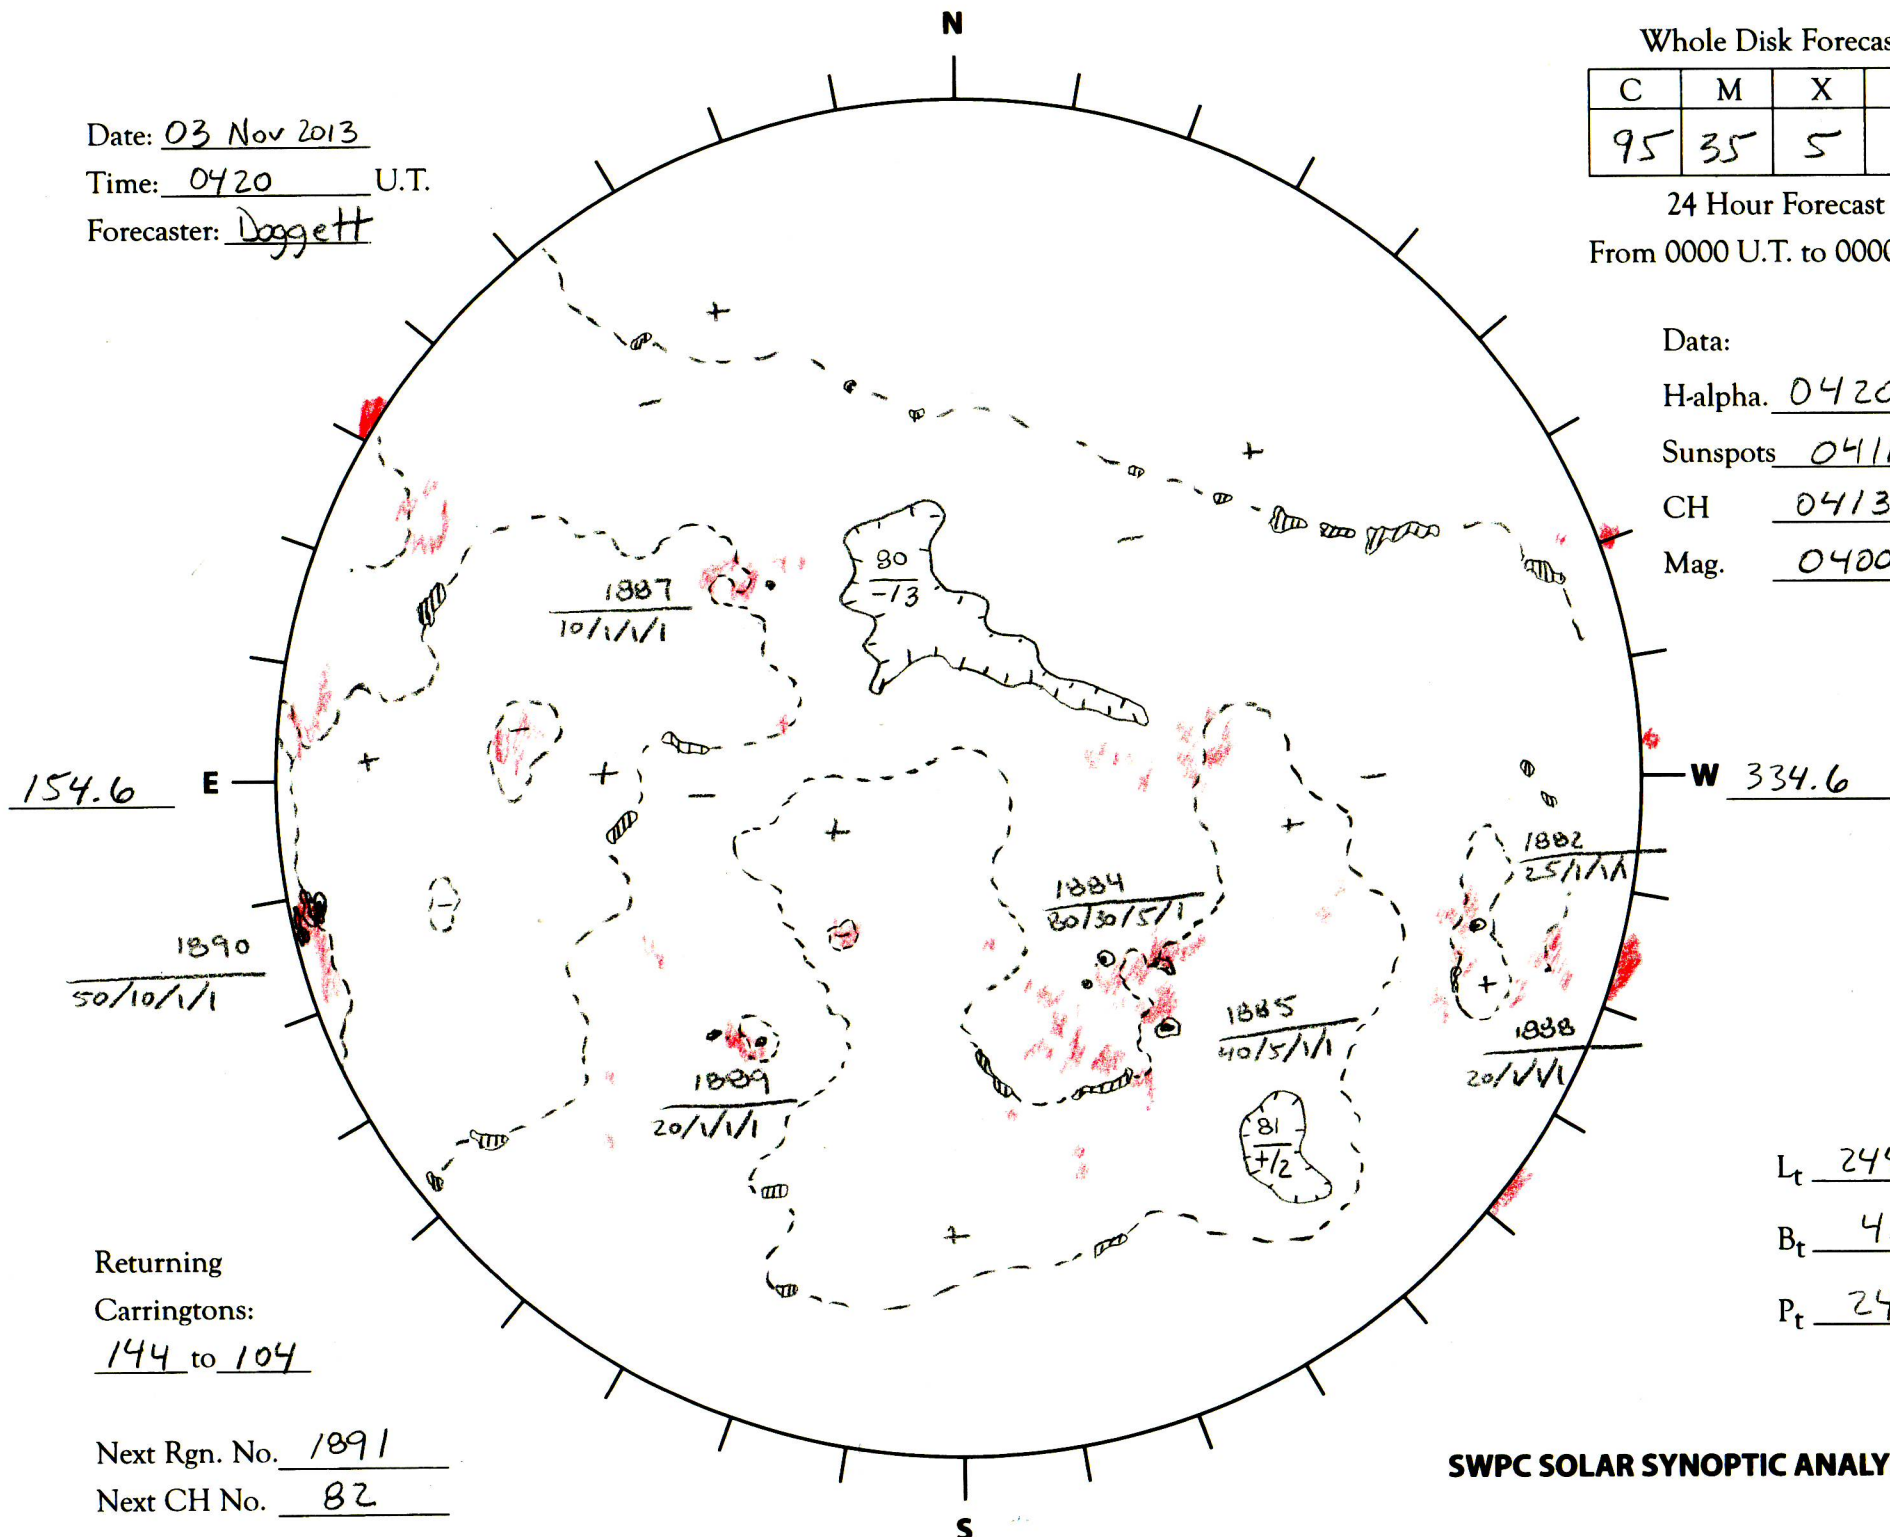 N
Whole Disk Forecas
C M X
95 35 5
24 Hour Forecast
From 0000 U.T. to 000
Date: 03 Nov 2013
Time: 0420 U.T.
Forecaster: Doggett
Data:
H-alpha. 0420
Sunspots 041
CH 0413
Mag. 0400
+
−
+
−
80
-/3
1887
10/1/1/1
−
+
+
−
+
+
−
154.6 E
W 334.6
1882
25/1/1/1
1884
80/30/5/1
−
−
1890
50/10/1/1
+
1885
40/5/1/1
1888
20/1/1/1
1889
20/1/1/1
81
+/2
+
Lt 244
Bt 4
Pt 24
Returning
Carringtons:
144 to 104
Next Rgn. No. 1891
Next CH No. 82
SWPC SOLAR SYNOPTIC ANALY
S